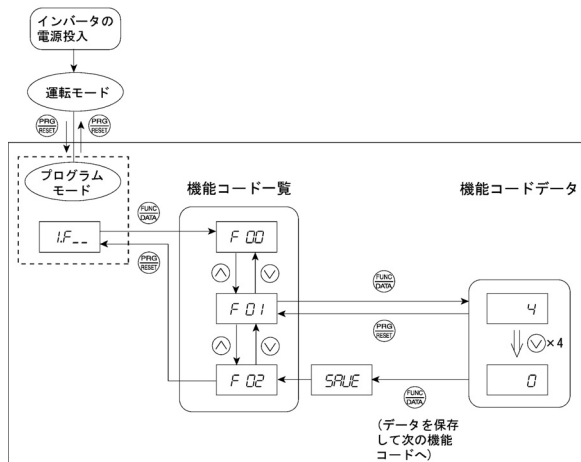 インバータの
電源投入
運転モード
PRG
RESET
PRG
RESET
プログラム
モード
1.F_ _
FUNC
DATA
PRG
RESET
機能コード一覧
F 00
F 01
F 02
機能コードデータ
FUNC
DATA
PRG
RESET
4
×4
0
SAUE
FUNC
DATA
(データを保存
して次の機能
コードへ)